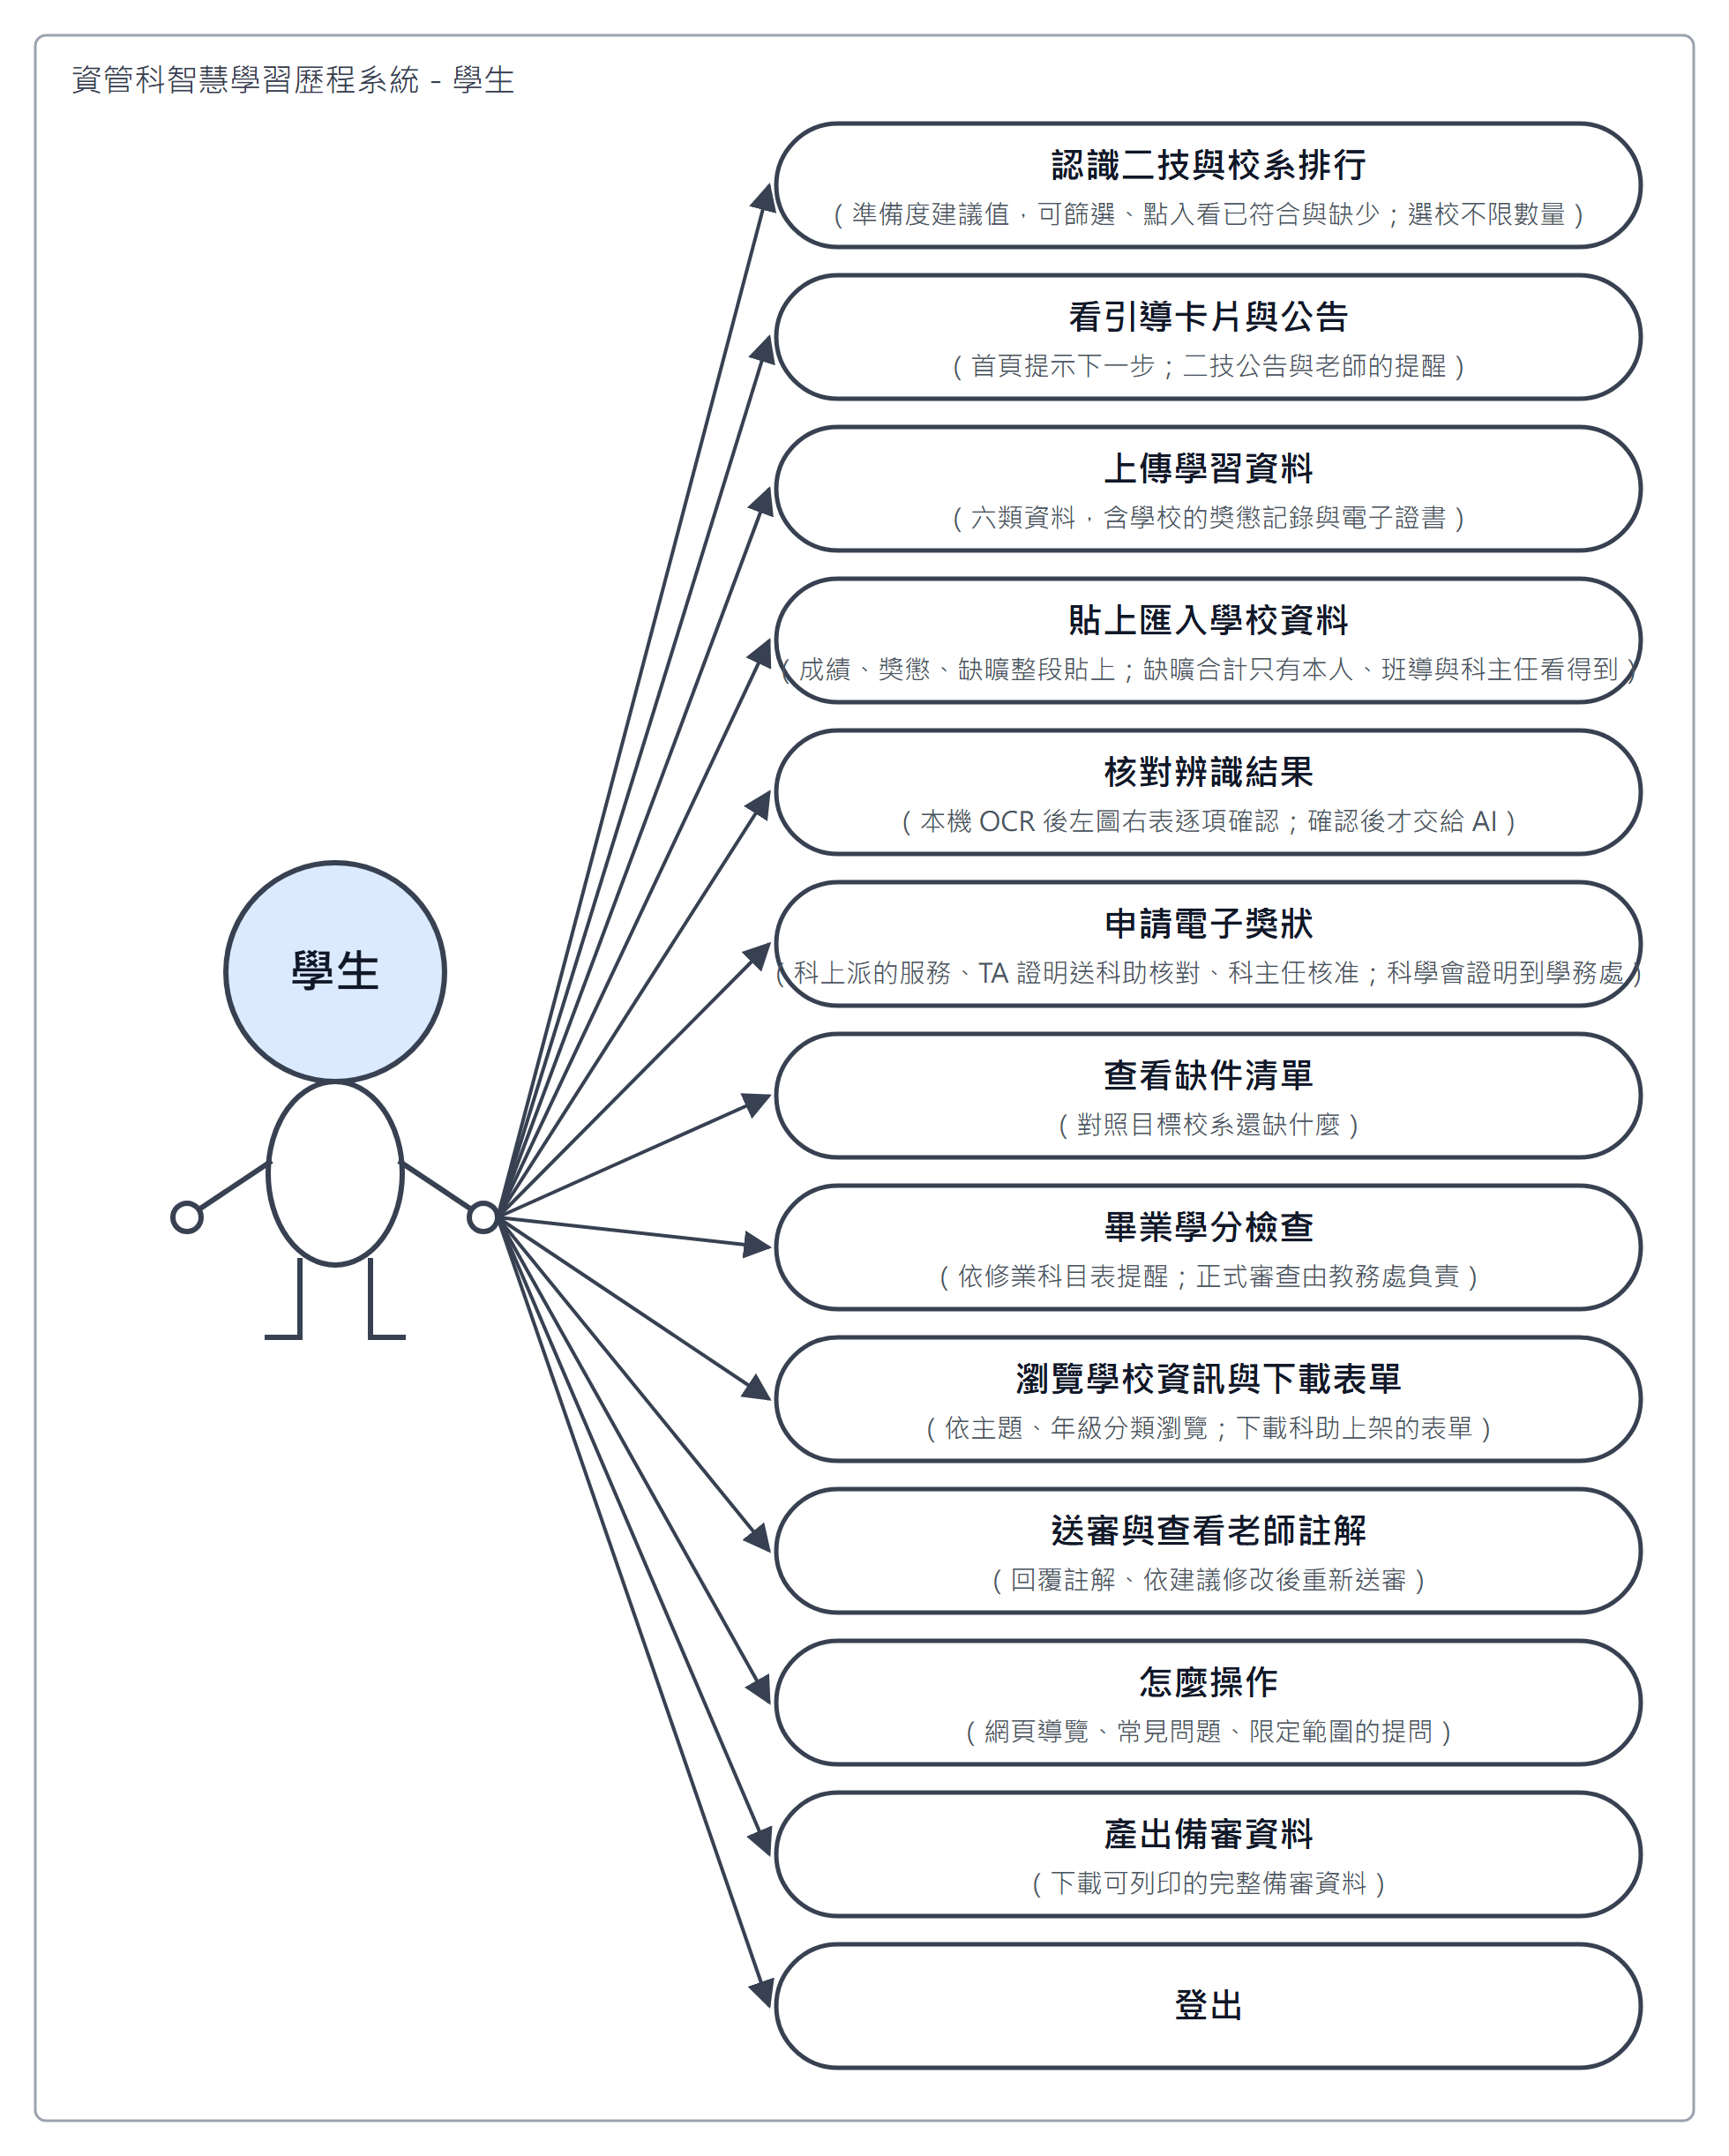 資管科智慧學習歷程系統 - 學生
認識二技與校系排行
( 準備度建議值，可篩選、點入看已符合與缺少；選校不限數量 )
看引導卡片與公告
( 首頁提示下一步；二技公告與老師的提醒 )
上傳學習資料
( 六類資料，含學校的獎懲記錄與電子證書 )
貼上匯入學校資料
( 成績、獎懲、缺曠整段貼上；缺曠合計只有本人、班導與科主任看得到 )
核對辨識結果
( 本機 OCR 後左圖右表逐項確認；確認後才交給 AI )
申請電子獎狀
( 科上派的服務、TA 證明送科助核對、科主任核准；科學會證明到學務處 )
學生
查看缺件清單
( 對照目標校系還缺什麼 )
畢業學分檢查
( 依修業科目表提醒；正式審查由教務處負責 )
瀏覽學校資訊與下載表單
( 依主題、年級分類瀏覽；下載科助上架的表單 )
送審與查看老師註解
( 回覆註解、依建議修改後重新送審 )
怎麼操作
( 網頁導覽、常見問題、限定範圍的提問 )
產出備審資料
( 下載可列印的完整備審資料 )
登出